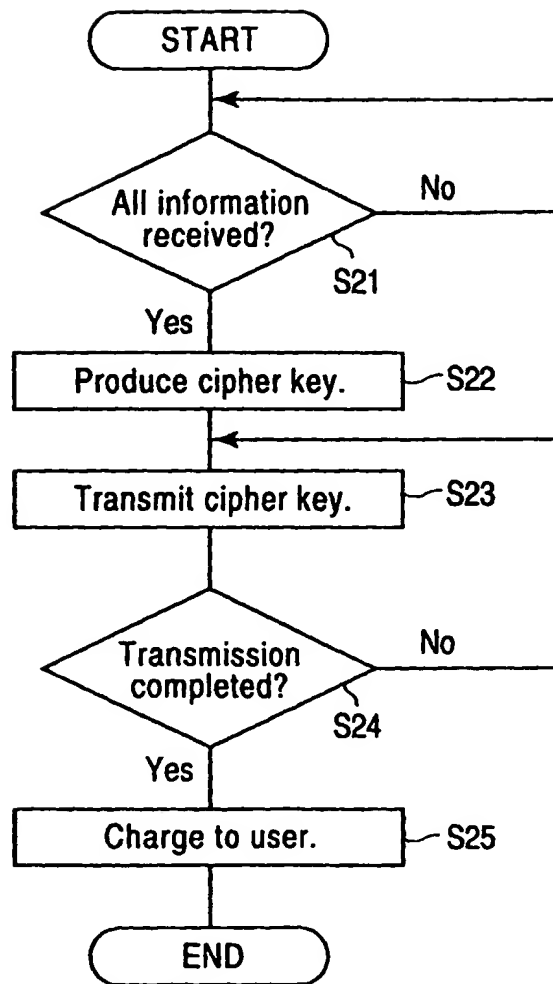 START
All information
received?
No
S21
Yes
Produce cipher key.
S22
Transmit cipher key.
S23
Transmission
completed?
No
S24
Yes
Charge to user.
S25
END